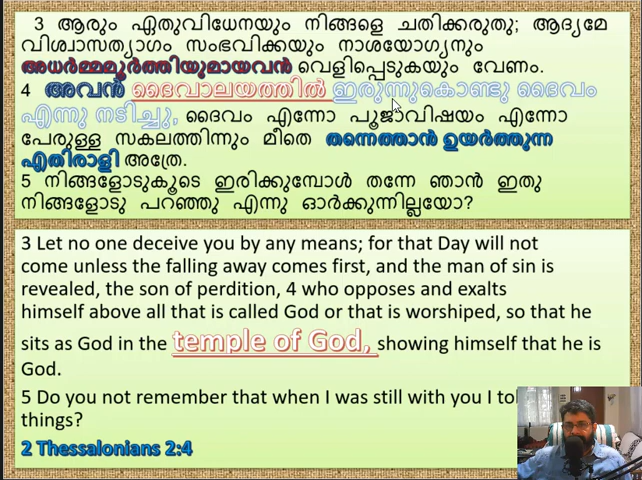 3 ആരും ഏതുവിധേനയും നിങ്ങളെ ചതിക്കരുതു; ആദ്യമേ
വിശ്വാസത്യാഗം സംഭവിക്കയും നാശയോഗ്യനും
അധർമ്മമൂർത്തിയുമായവൻ വെളിപ്പെടുകയും വേണം.
4 അവൻ ദൈവാലയത്തിൽ ഇരുന്നുകൊണ്ടു ദൈവം
എന്നു നടിച്ചു, ദൈവം എന്നോ പൂജാവിഷയം എന്നോ
പേരുള്ള സകലത്തിന്നും മീതെ തന്നെത്താൻ ഉയർത്തുന്ന
എതിരാളി അത്രേ.
5 നിങ്ങളോടുകൂടെ ഇരിക്കുമ്പോൾ തന്നേ ഞാൻ ഇതു
നിങ്ങളോടു പറഞ്ഞു എന്നു ഓർക്കുന്നില്ലയോ?
3 Let no one deceive you by any means; for that Day will not
come unless the falling away comes first, and the man of sin is
revealed, the son of perdition, 4 who opposes and exalts
himself above all that is called God or that is worshiped, so that he
sits as God in the temple of God, showing himself that he is
God.
5 Do you not remember that when I was still with you I
things?
2 Thessalonians 2:4